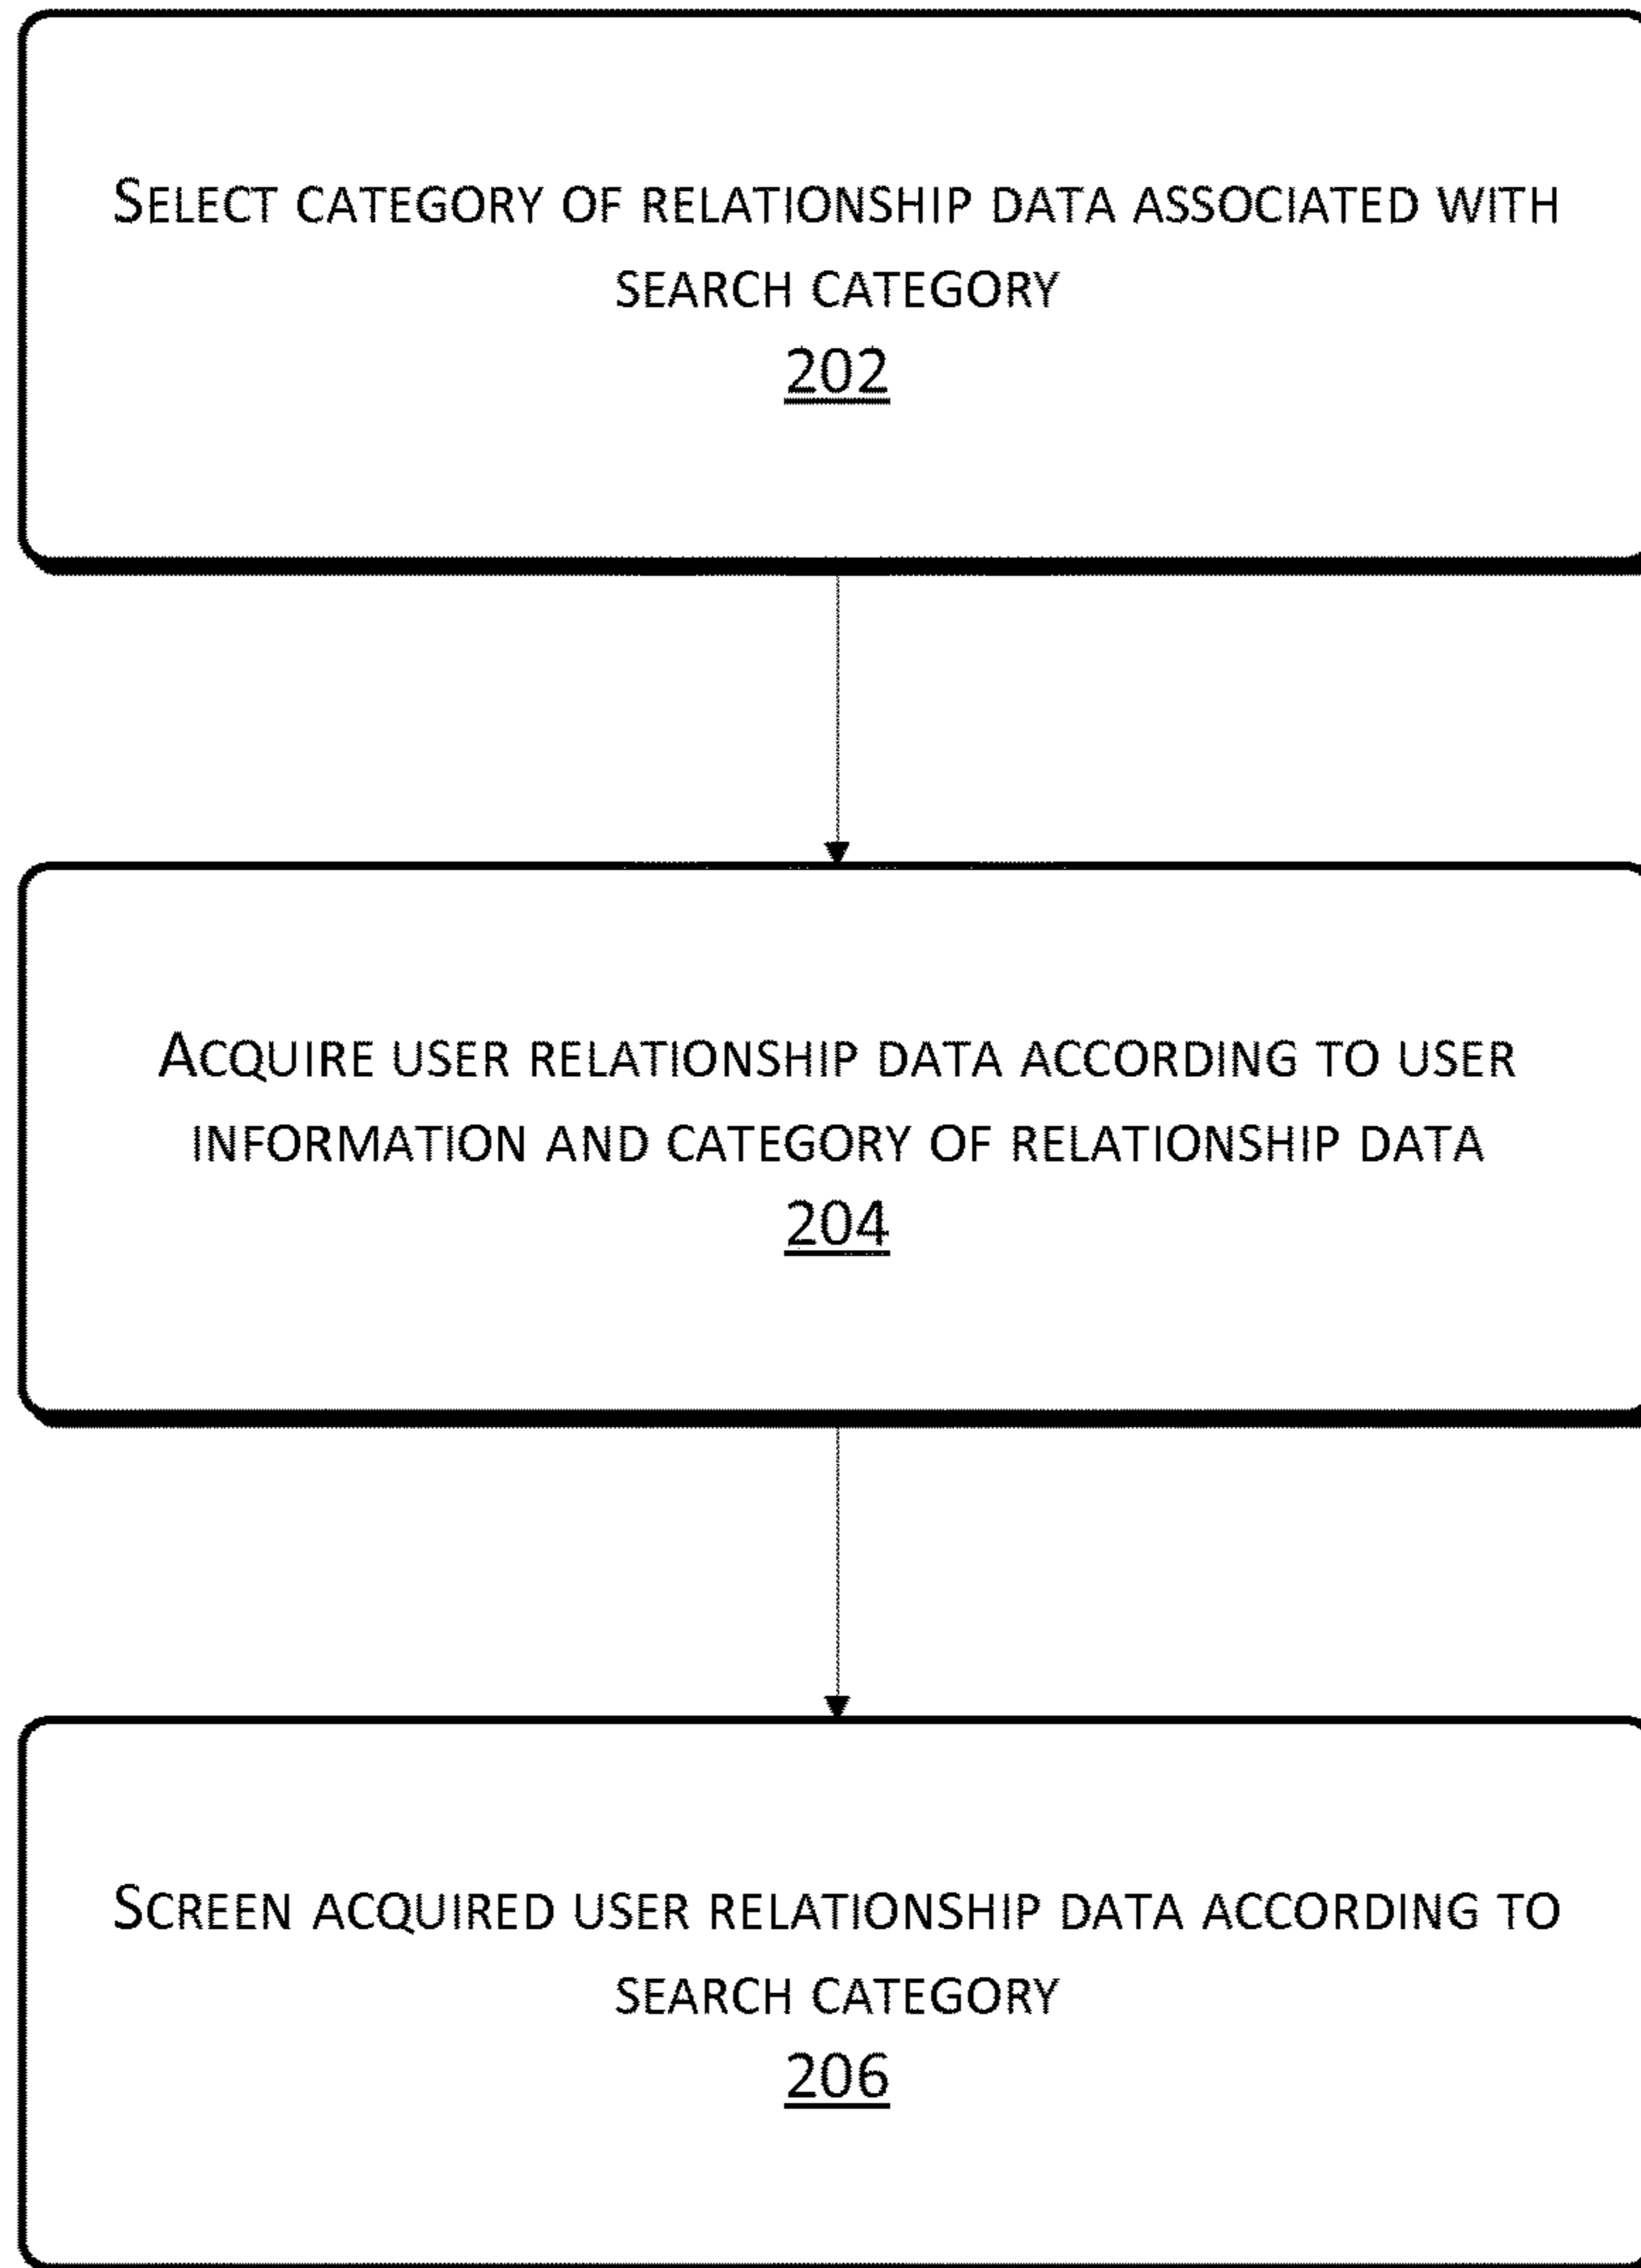 SELECT CATEGORY OF RELATIONSHIP DATA ASSOCIATED WITH
SEARCH CATEGORY
202
ACQUIRE USER RELATIONSHIP DATA ACCORDING TO USER
INFORMATION AND CATEGORY OF RELATIONSHIP DATA
204
SCREEN ACQUIRED USER RELATIONSHIP DATA ACCORDING TO
SEARCH CATEGORY
206